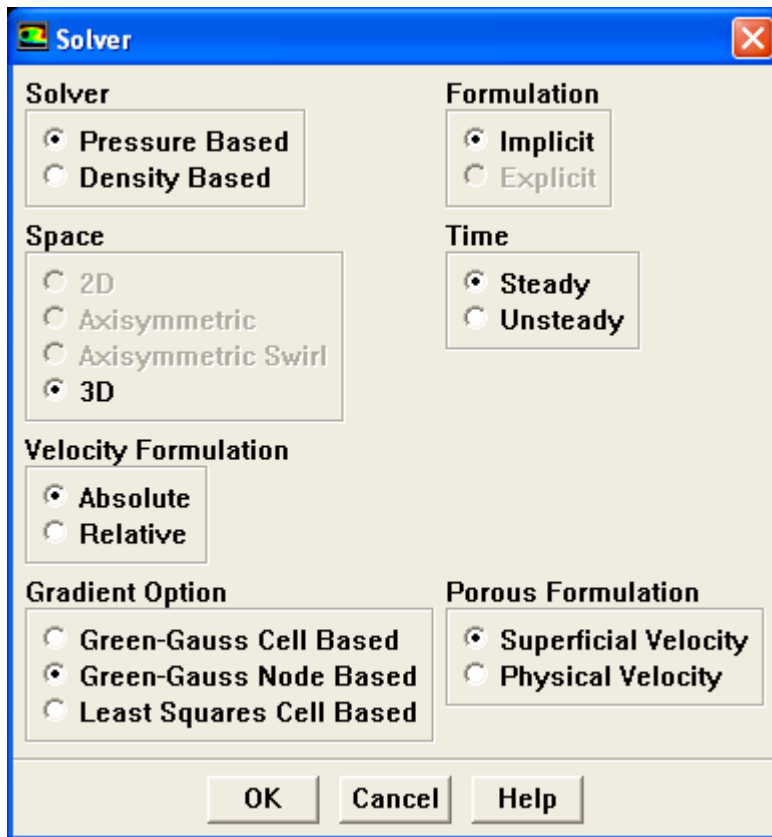 Solver
Solver
Pressure Based
Density Based
Formulation
Implicit
Explicit
Space
2D
Axisymmetric
Axisymmetric Swirl
3D
Time
Steady
Unsteady
Velocity Formulation
Absolute
Relative
Gradient Option
Green-Gauss Cell Based
Green-Gauss Node Based
Least Squares Cell Based
Porous Formulation
Superficial Velocity
Physical Velocity
OK
Cancel
Help